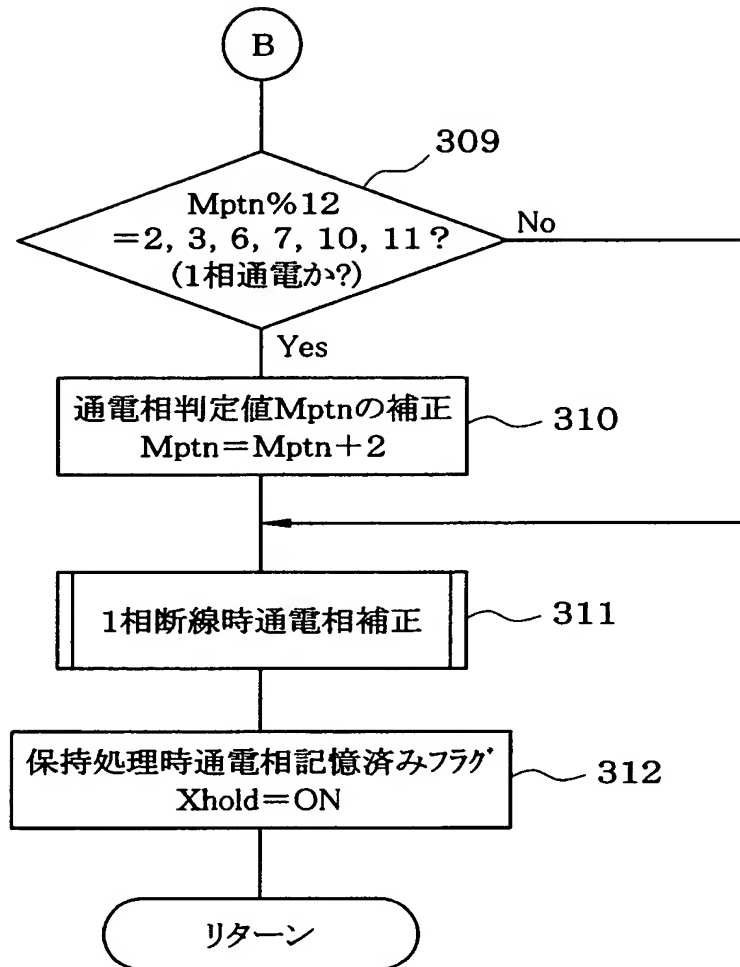 B
309
Mptn%12
=2, 3, 6, 7, 10, 11?
(1相通電か?)
No
Yes
通電相判定値Mptnの補正
Mptn=Mptn+2
310
1相断線時通電相補正
311
保持処理時通電相記憶済みフラグ
Xhold=ON
312
リターン